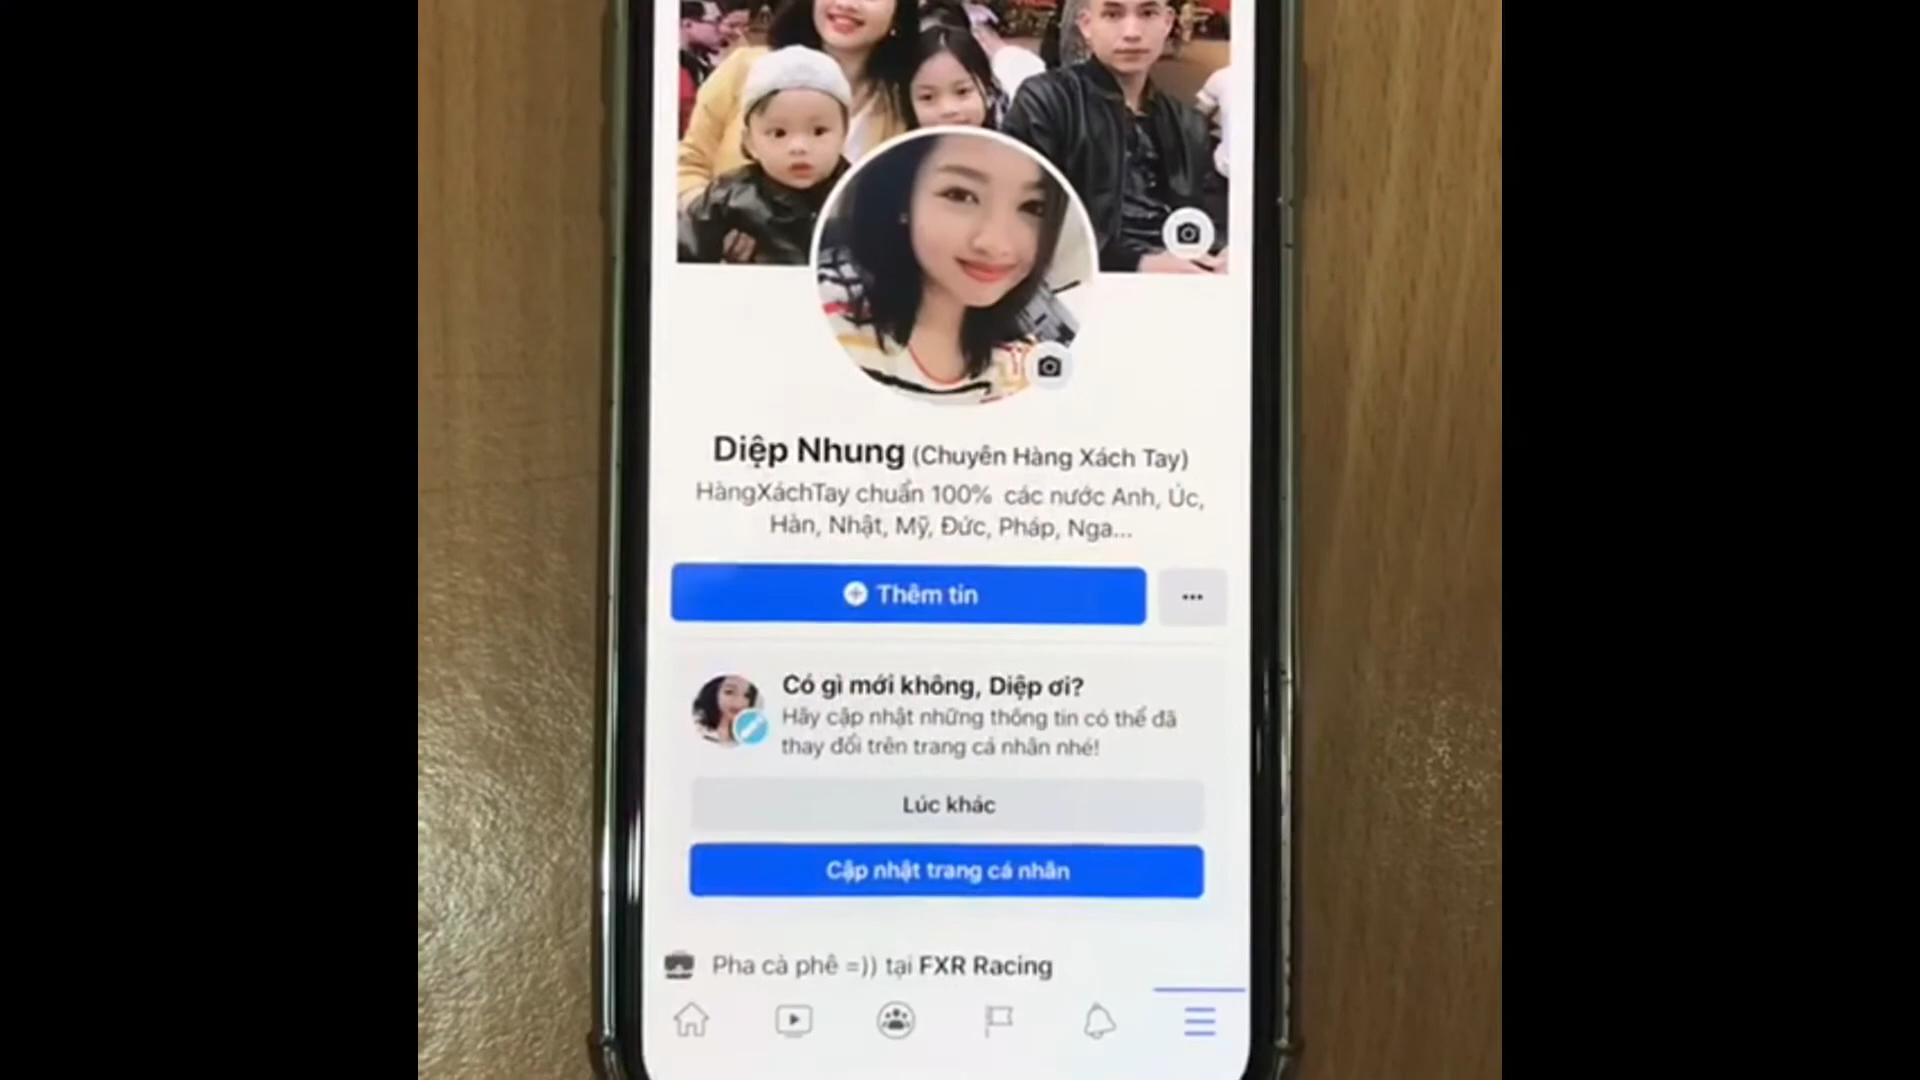 Diệp Nhung (Chuyên Hàng Xách Tay)
HàngXáchTay chuẩn 100% các nước Anh, Úc,
Hàn, Nhật, Mỹ, Đức, Pháp, Nga...
Thêm tin
Có gì mới không, Diệp ơi?
Hãy cập nhật những thông tin có thể đã
thay đổi trên trang cá nhân nhé!
Lúc khác
Cập nhật trang cá nhân
Pha cà phê =)) tại FXR Racing